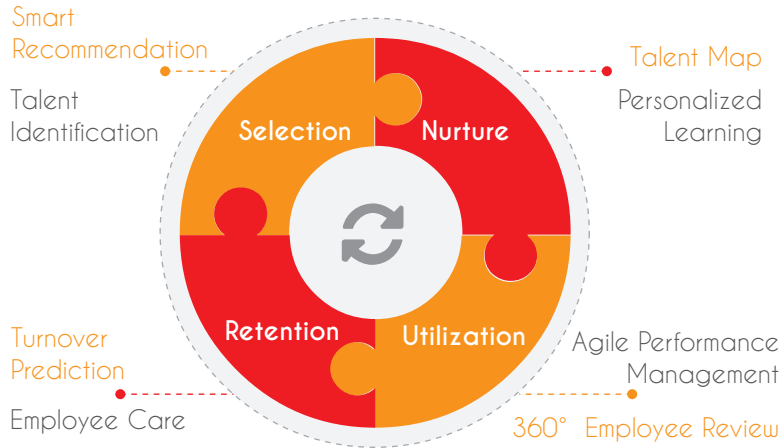 Smart
Recommendation
Talent
Identification
Talent Map
Personalized
Learning
Selection
Nurture
Retention
Utilization
Turnover
Prediction
Employee Care
Agile Performance
Management
360° Employee Review